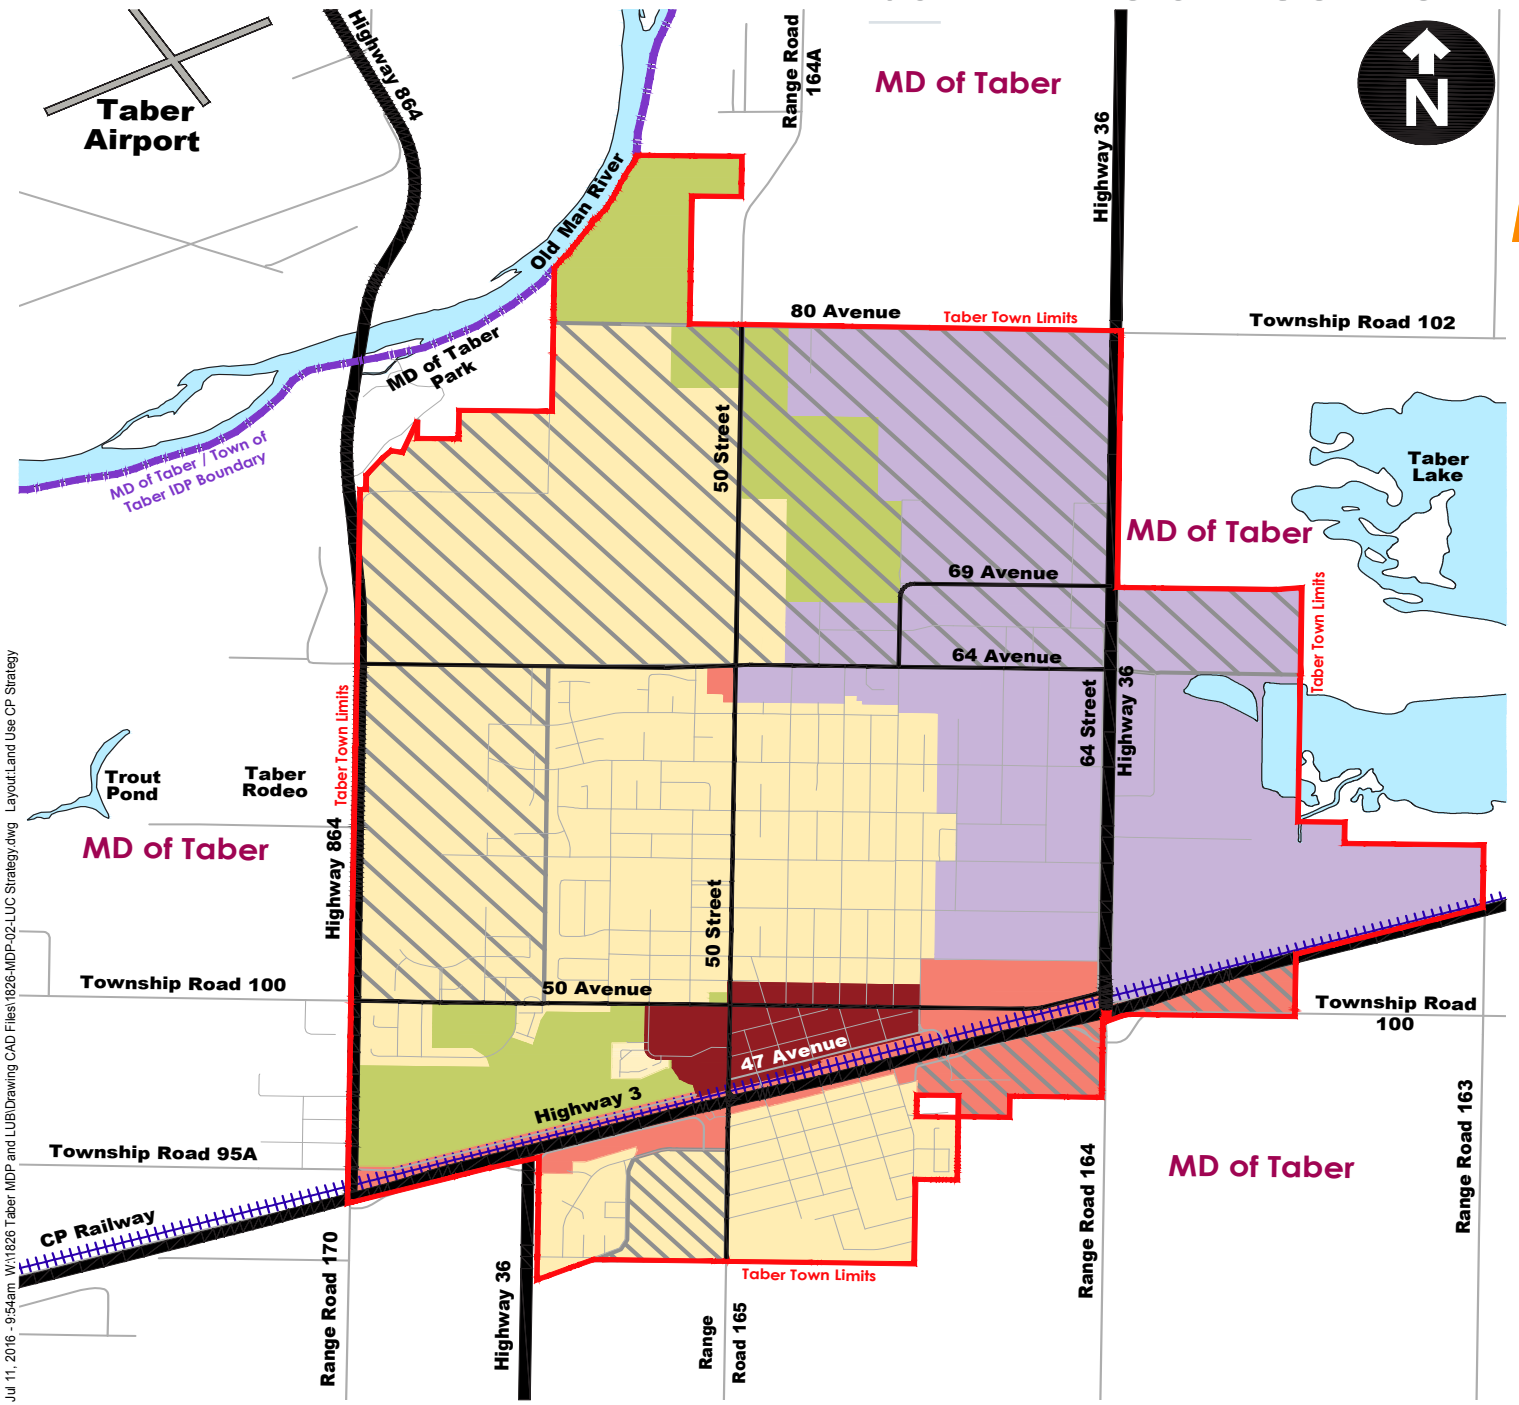 Highway 864
Range Road
164A
MD of Taber
Highway 36
N
Taber
Airport
Old Man River
80 Avenue
Taber Town Limits
Township Road 102
MD of Taber
Park
MD of Taber / Town of
Taber IDP Boundary
50 Street
Taber
Lake
MD of Taber
69 Avenue
Taber Town Limits
64 Avenue
Taber Town Limits
64 Street
Highway 36
Trout
Pond
Taber
Rodeo
MD of Taber
Highway 864
50 Street
Township Road 100
50 Avenue
Township Road
100
47 Avenue
Highway 3
Township Road 95A
MD of Taber
Range Road 163
Range Road 164
CP Railway
Range Road 170
Highway 36
Taber Town Limits
Range
Road 165
Jul 11, 2016 - 9:54am W:\1826 Taber MDP and LUB\Drawing CAD Files\1826-MDP-02-LUC Strategy.dwg Layout:Land Use CP Strategy